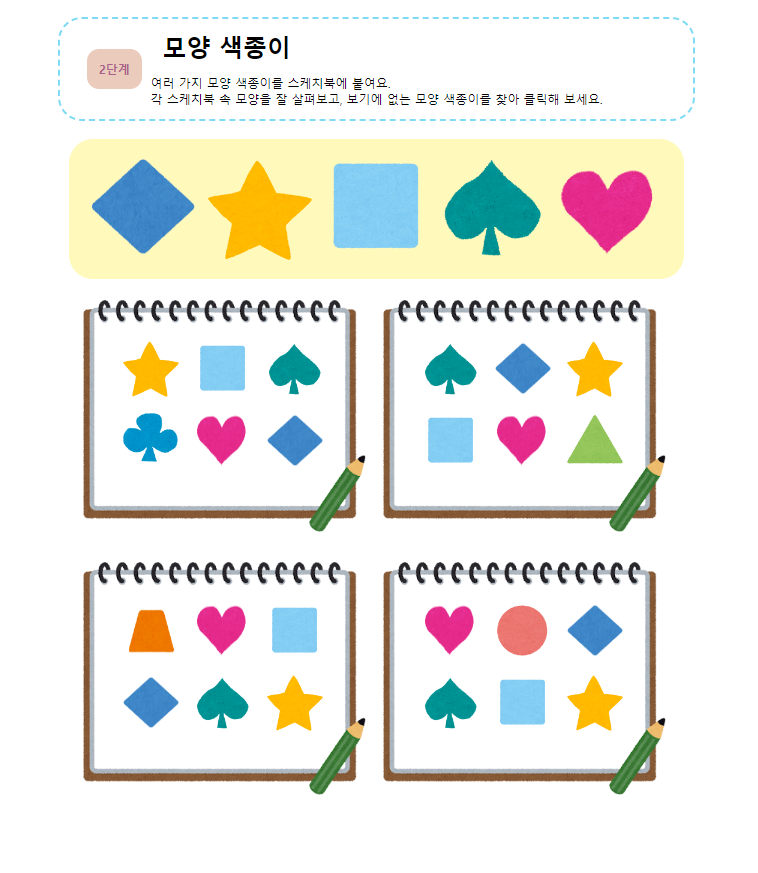 모양 색종이
2단계
여러 가지 모양 색종이를 스케치북에 붙여요.
각 스케치북 속 모양을 잘 살펴보고, 보기에 없는 모양 색종이를 찾아 클릭해 보세요.